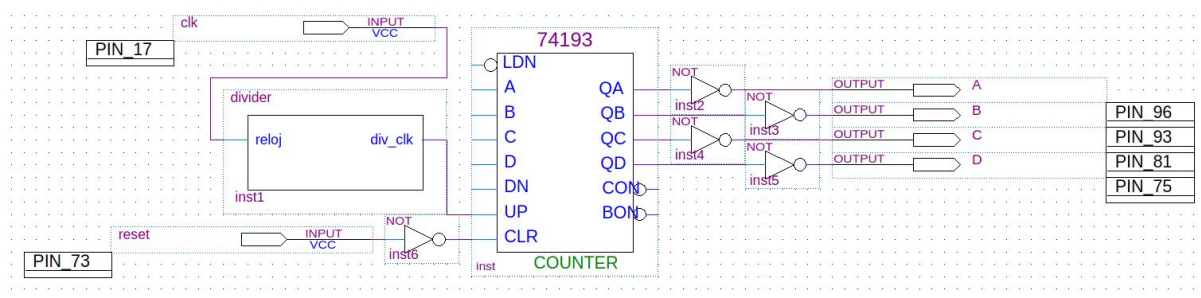 clk
INPUT
VCC
PIN_17
74193
COUNTER
inst
LDN
A
B
C
D
DN
UP
CLR
QA
QB
QC
QD
CON
BON
divider
reloj
div_clk
inst1
reset
INPUT
VCC
PIN_73
NOT
inst6
NOT
inst2
NOT
inst3
NOT
inst4
NOT
inst5
OUTPUT
A
OUTPUT
B
OUTPUT
C
OUTPUT
D
PIN_96
PIN_93
PIN_81
PIN_75